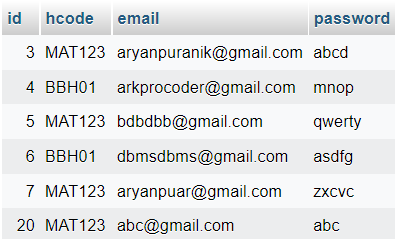 id hcode email password
3 MAT123 aryanpuranik@gmail.com abcd
4 BBH01 arkprocoder@gmail.com mnop
5 MAT123 bdbdbb@gmail.com qwerty
6 BBH01 dbmsdbms@gmail.com asdfg
7 MAT123 aryanpuar@gmail.com zxcvc
20 MAT123 abc@gmail.com abc